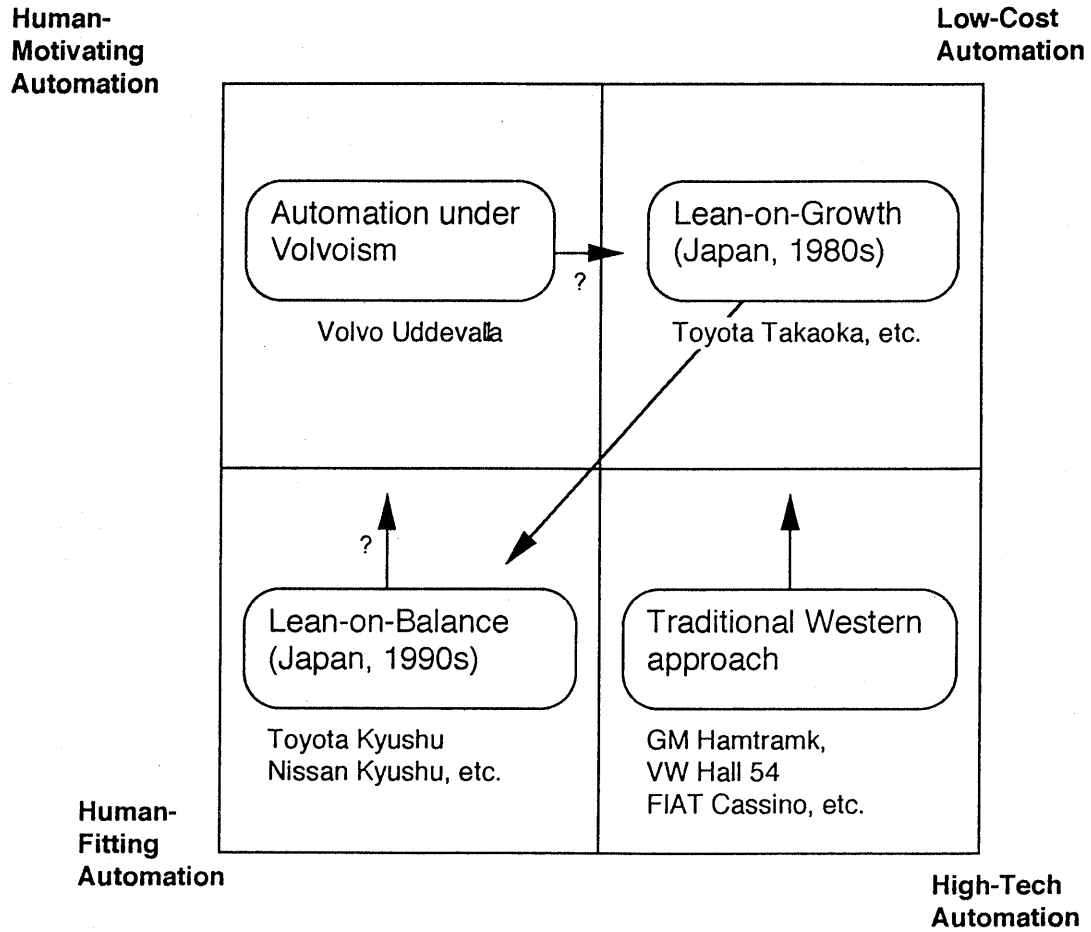 Human-
Motivating
Automation
Low-Cost
Automation
Automation under
Volvoism
?
Lean-on-Growth
(Japan, 1980s)
Volvo Uddevalla
Toyota Takaoka, etc.
?
Lean-on-Balance
(Japan, 1990s)
Traditional Western
approach
Toyota Kyushu
Nissan Kyushu, etc.
GM Hamtramk,
VW Hall 54
FIAT Cassino, etc.
Human-
Fitting
Automation
High-Tech
Automation